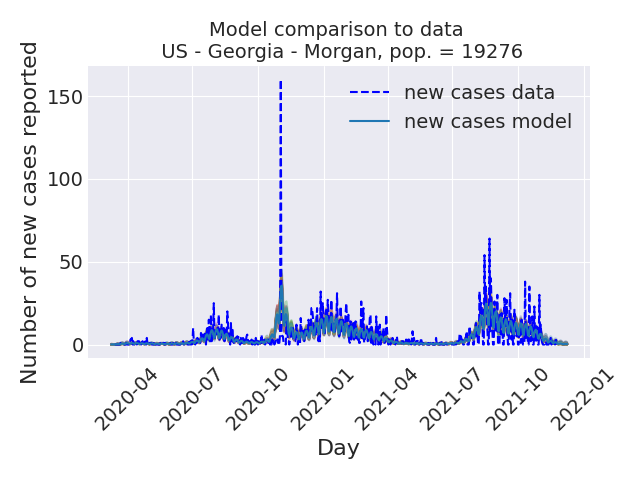 Model comparison to data
US - Georgia - Morgan, pop. = 19276
Number of new cases reported
150
100
50
0
new cases data
new cases model
2020-04
2020-07
2020-10
2021-01
2021-04
2021-07
2021-10
2022-01
Day